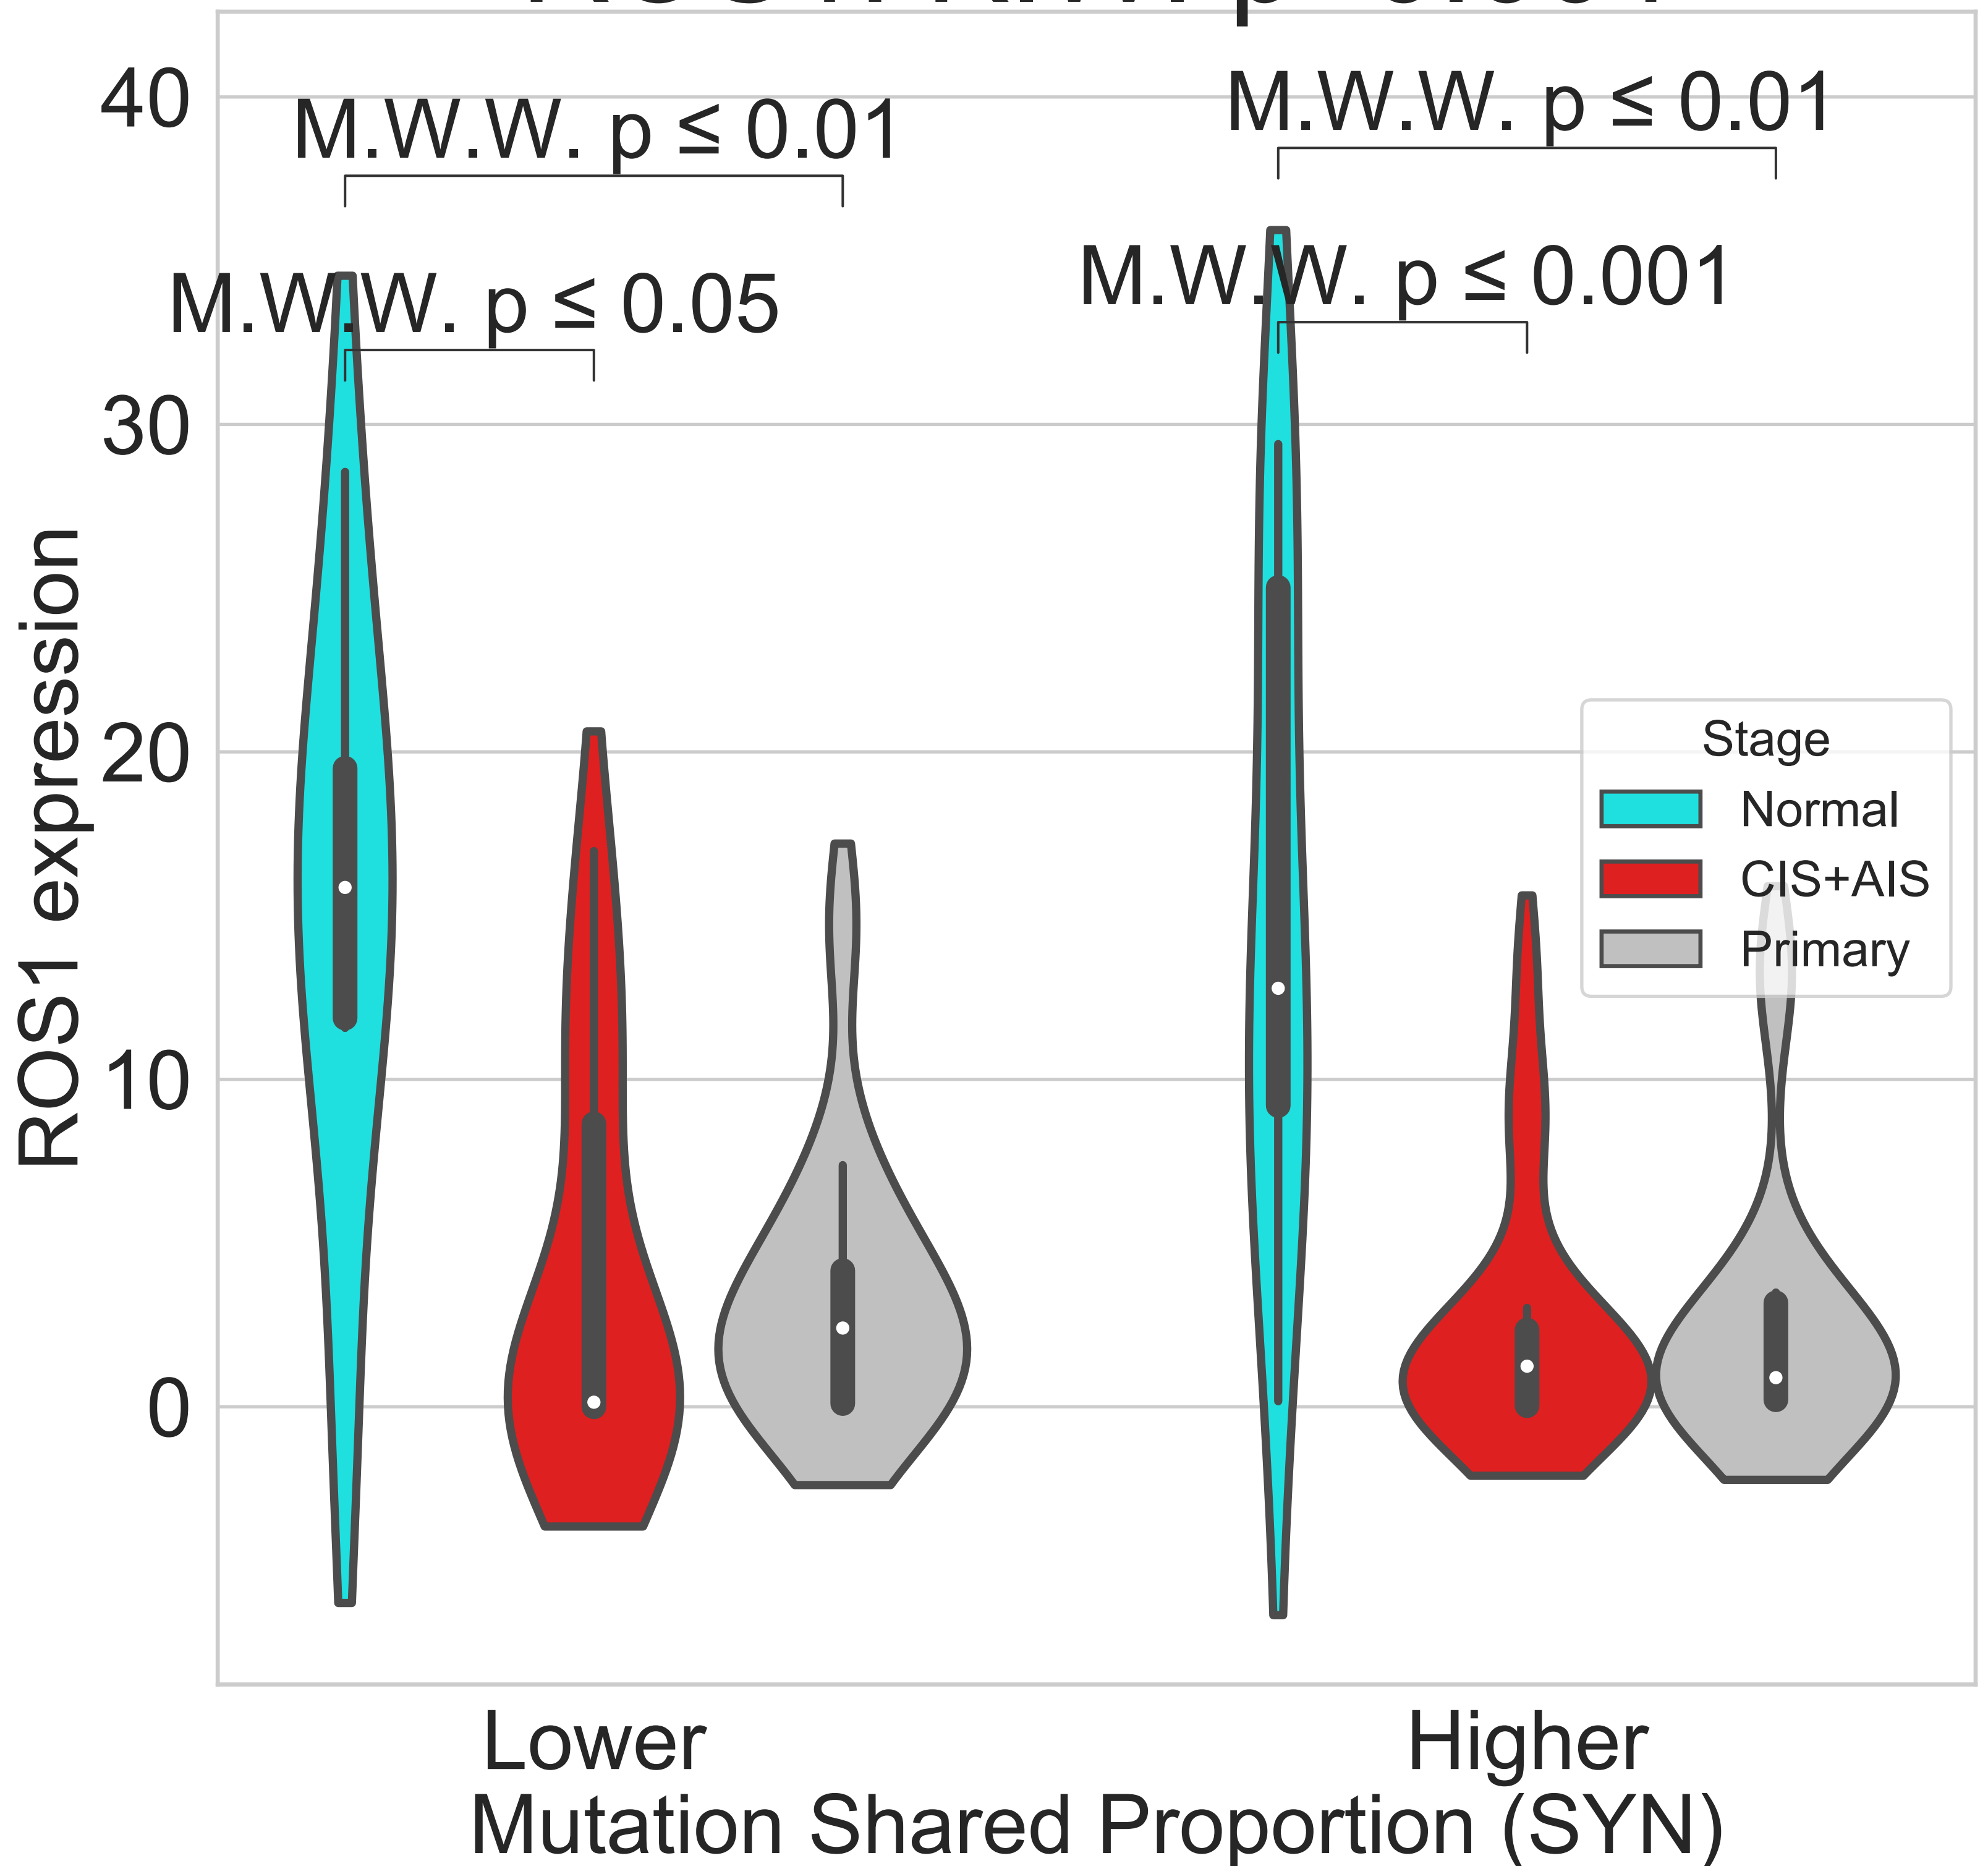 40
M.W.W. p ≤ 0.01
M.W.W. p ≤ 0.01
M.W.W. p ≤ 0.05
M.W.W. p ≤ 0.001
30
20
10
0
ROS1 expression
Stage
Normal
CIS+AIS
Primary
Lower
Higher
Mutation Shared Proportion (SYN)